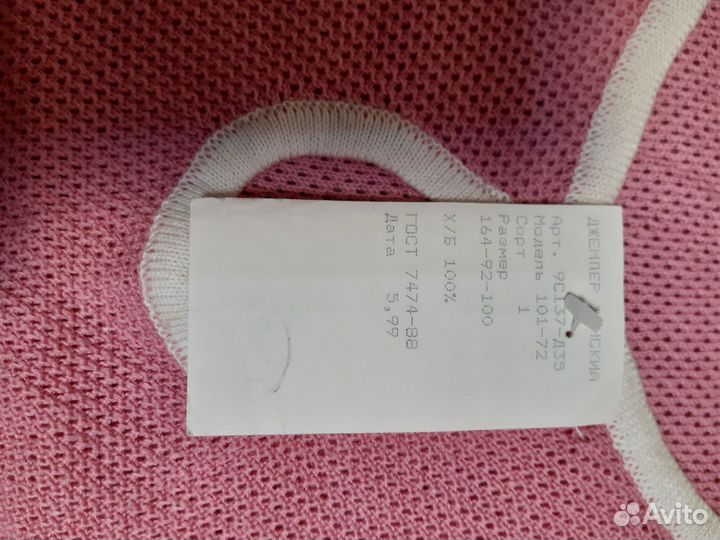 ДЖЕМПЕР
Арт. 9С137-Д35
Модель 101-72
Сорт 1
Размер
164-92-100
Х/Б 100%
ГОСТ 7474-88
Дата 5,99
Avito